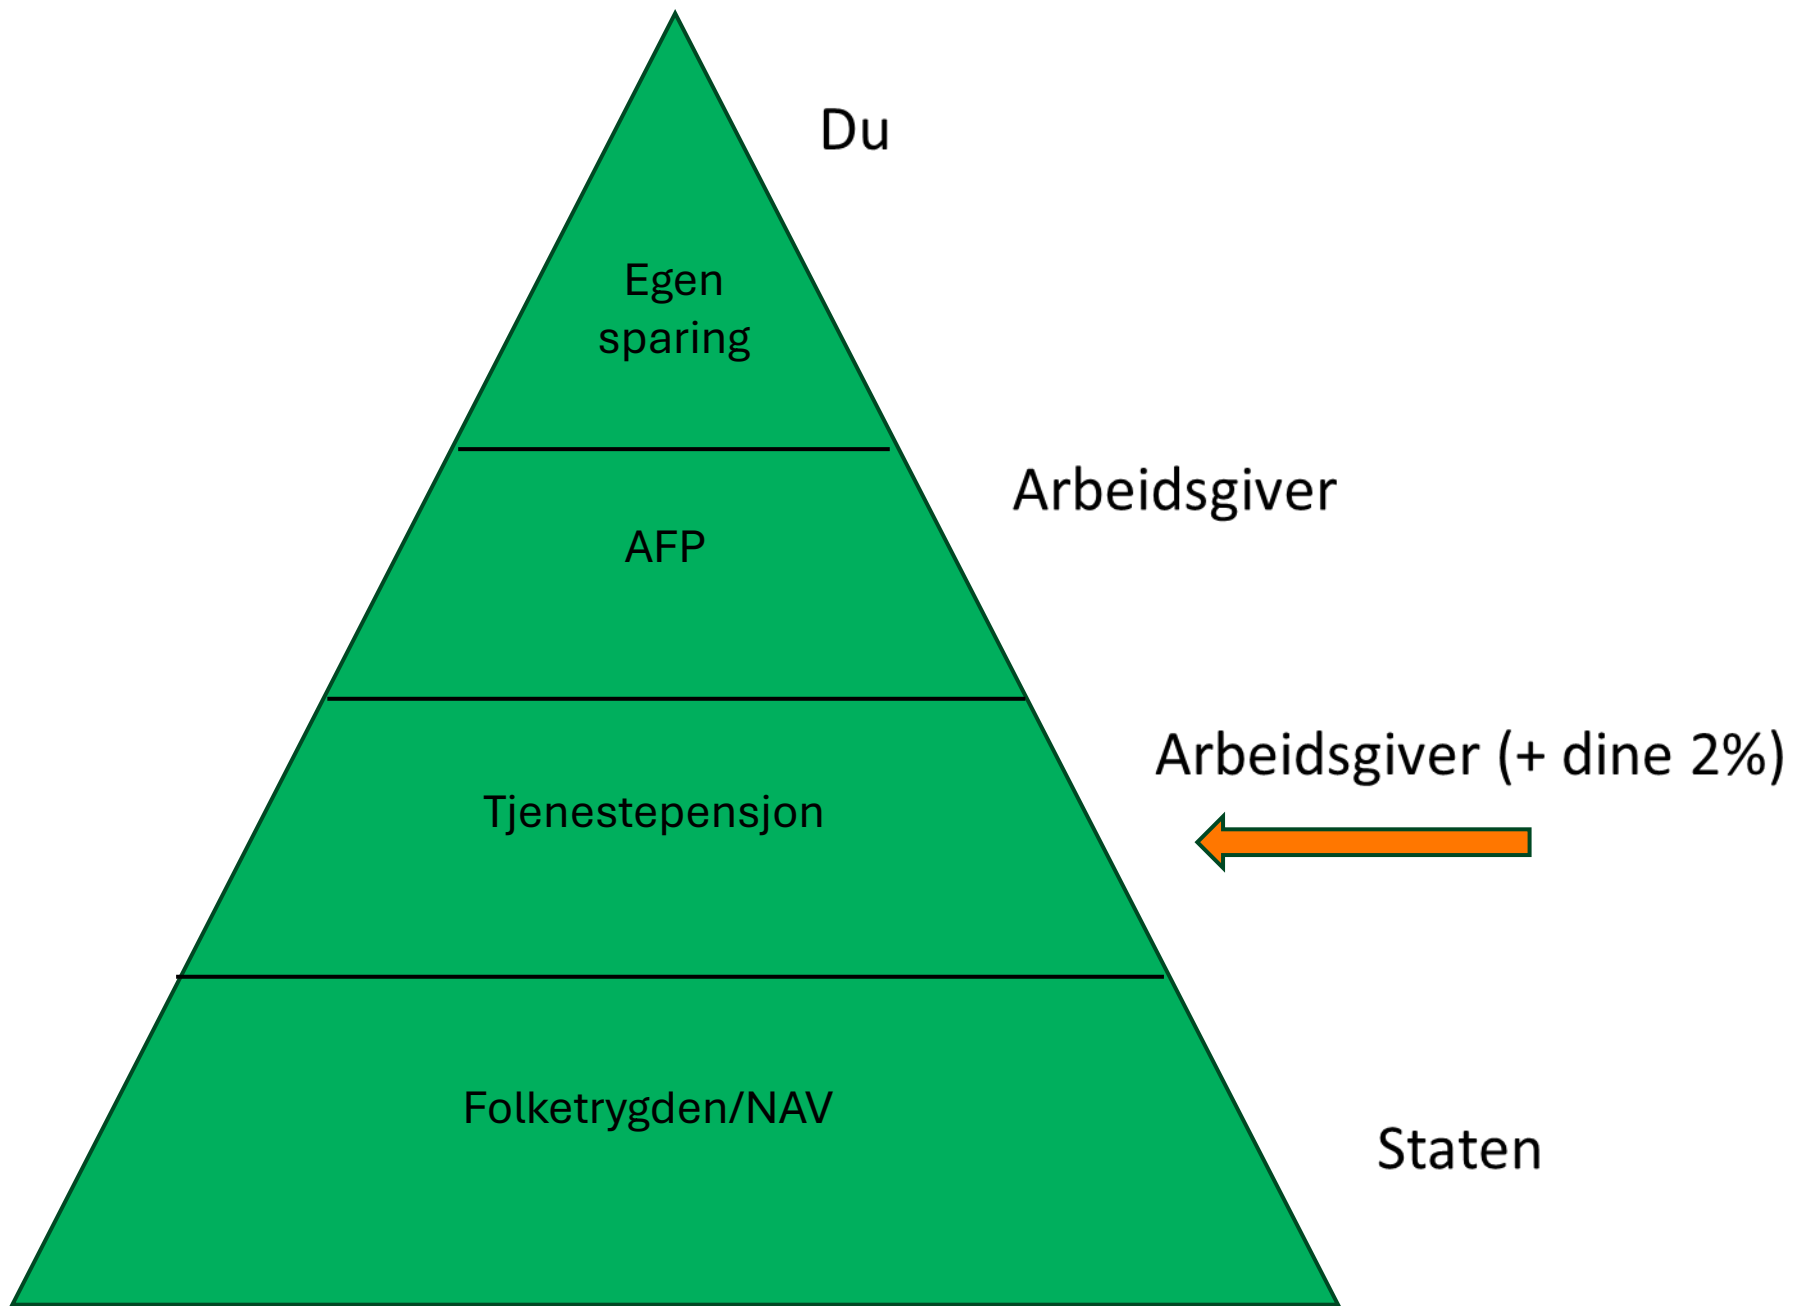 Du
Egen
sparing
Arbeidsgiver
AFP
Arbeidsgiver (+ dine 2%)
Tjenestepensjon
Folketrygden/NAV
Staten